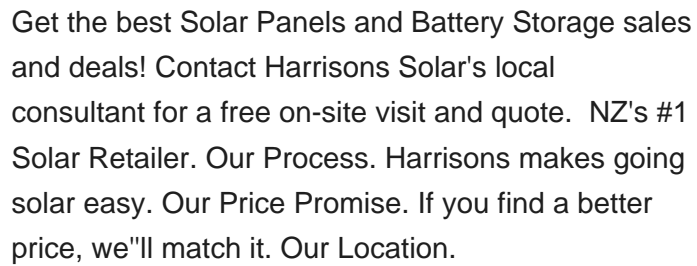 Get the best Solar Panels and Battery Storage sales
and deals! Contact Harrisons Solar's local
consultant for a free on-site visit and quote.  NZ's #1
Solar Retailer. Our Process. Harrisons makes going
solar easy. Our Price Promise. If you find a better
price, we"ll match it. Our Location.